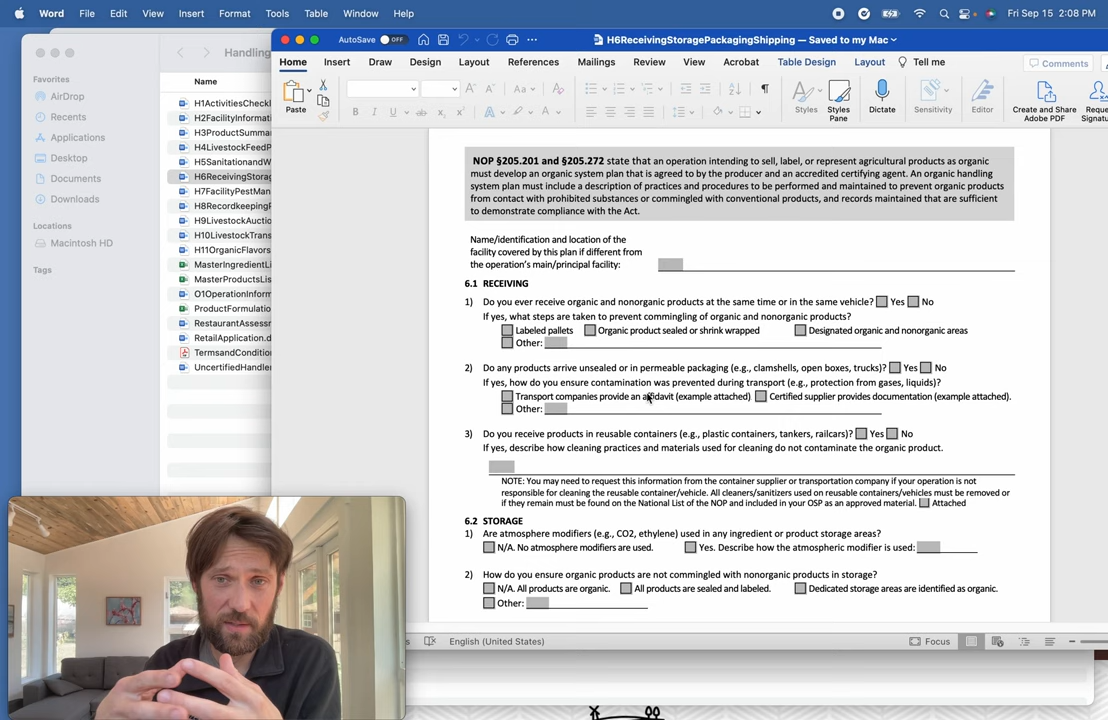 Word File Edit View Insert Format Tools Table Window Help Fri Sep 15 2:08 PM
AutoSave OFF H6ReceivingStoragePackagingShipping — Saved to my Mac
Home Insert Draw Design Layout References Mailings Review View Acrobat Table Design Layout Tell me Comments
Paste Aa Styles Styles Pane Dictate Sensitivity Editor Create and Share Adobe PDF
Handling
Favorites
AirDrop
Recents
Applications
Desktop
Documents
Downloads
Locations
Macintosh HD
Tags
Name
H1ActivitiesCheckl
H2FacilityInformati
H3ProductSummar
H4LivestockFeedP
H5SanitationandW
H6ReceivingStorag
H7FacilityPestMan
H8RecordkeepingF
H9LivestockAuctio
H10LivestockTrans
H11OrganicFlavors
MasterIngredientLi
MasterProductsLis
O1OperationInform
ProductFormulatio
RestaurantAssessr
RetailApplication.d
TermsandConditio
UncertifiedHandler
NOP §205.201 and §205.272 state that an operation intending to sell, label, or represent agricultural products as organic
must develop an organic system plan that is agreed to by the producer and an accredited certifying agent. An organic handling
system plan must include a description of practices and procedures to be performed and maintained to prevent organic products
from contact with prohibited substances or commingled with conventional products, and records maintained that are sufficient
to demonstrate compliance with the Act.
Name/identification and location of the
facility covered by this plan if different from
the operation's main/principal facility:
6.1 RECEIVING
1) Do you ever receive organic and nonorganic products at the same time or in the same vehicle? Yes No
If yes, what steps are taken to prevent commingling of organic and nonorganic products?
Labeled pallets Organic product sealed or shrink wrapped Designated organic and nonorganic areas
Other:
2) Do any products arrive unsealed or in permeable packaging (e.g., clamshells, open boxes, trucks)? Yes No
If yes, how do you ensure contamination was prevented during transport (e.g., protection from gases, liquids)?
Transport companies provide an affidavit (example attached) Certified supplier provides documentation (example attached).
Other:
3) Do you receive products in reusable containers (e.g., plastic containers, tankers, railcars)? Yes No
If yes, describe how cleaning practices and materials used for cleaning do not contaminate the organic product.
NOTE: You may need to request this information from the container supplier or transportation company if your operation is not
responsible for cleaning the reusable container/vehicle. All cleaners/sanitizers used on reusable containers/vehicles must be removed or
if they remain must be found on the National List of the NOP and included in your OSP as an approved material. Attached
6.2 STORAGE
1) Are atmosphere modifiers (e.g., CO2, ethylene) used in any ingredient or product storage areas?
N/A. No atmosphere modifiers are used. Yes. Describe how the atmospheric modifier is used:
2) How do you ensure organic products are not commingled with nonorganic products in storage?
N/A. All products are organic. All products are sealed and labeled. Dedicated storage areas are identified as organic.
Other:
English (United States) Focus